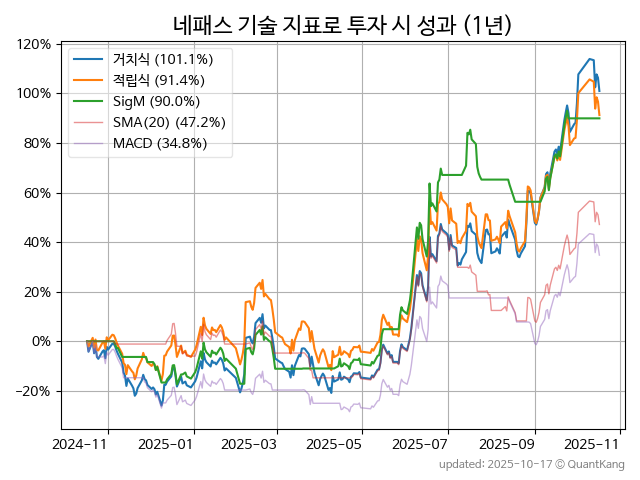 네패스 기술 지표로 투자 시 성과 (1년)
120%
100%
80%
60%
40%
20%
0%
−20%
거치식 (101.1%)
적립식 (91.4%)
SigM (90.0%)
SMA(20) (47.2%)
MACD (34.8%)
2024-11
2025-01
2025-03
2025-05
2025-07
2025-09
2025-11
updated: 2025-10-17 © QuantKang